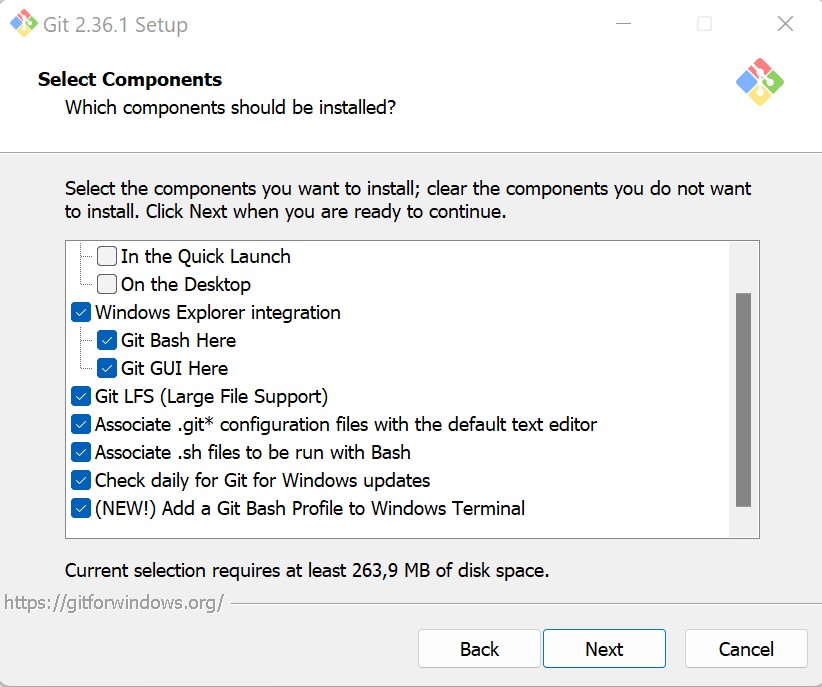 Git 2.36.1 Setup
Select Components
Which components should be installed?
Select the components you want to install; clear the components you do not want
to install. Click Next when you are ready to continue.
In the Quick Launch
On the Desktop
Windows Explorer integration
Git Bash Here
Git GUI Here
Git LFS (Large File Support)
Associate .git* configuration files with the default text editor
Associate .sh files to be run with Bash
Check daily for Git for Windows updates
(NEW!) Add a Git Bash Profile to Windows Terminal
Current selection requires at least 263,9 MB of disk space.
https://gitforwindows.org/
Back Next Cancel